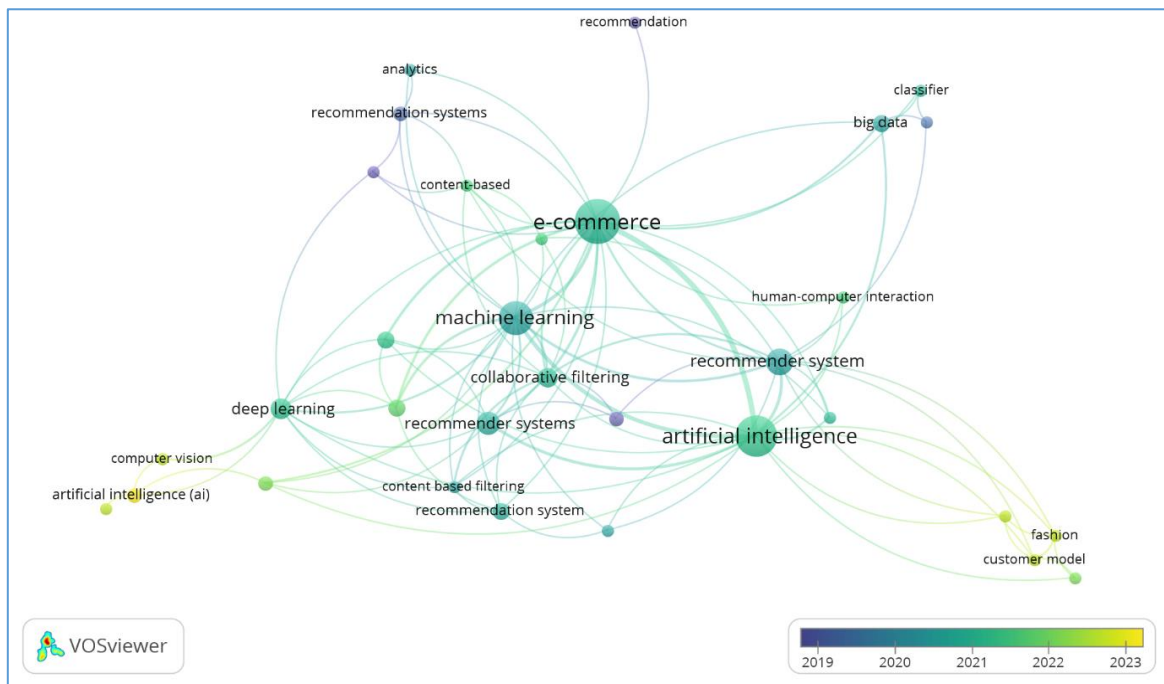 recommendation
analytics
classifier
recommendation systems
big data
content-based
e-commerce
human-computer interaction
machine learning
recommender system
collaborative filtering
deep learning
recommender systems
artificial intelligence
computer vision
content based filtering
artificial intelligence (ai)
recommendation system
fashion
customer model
VOSviewer
2019 2020 2021 2022 2023